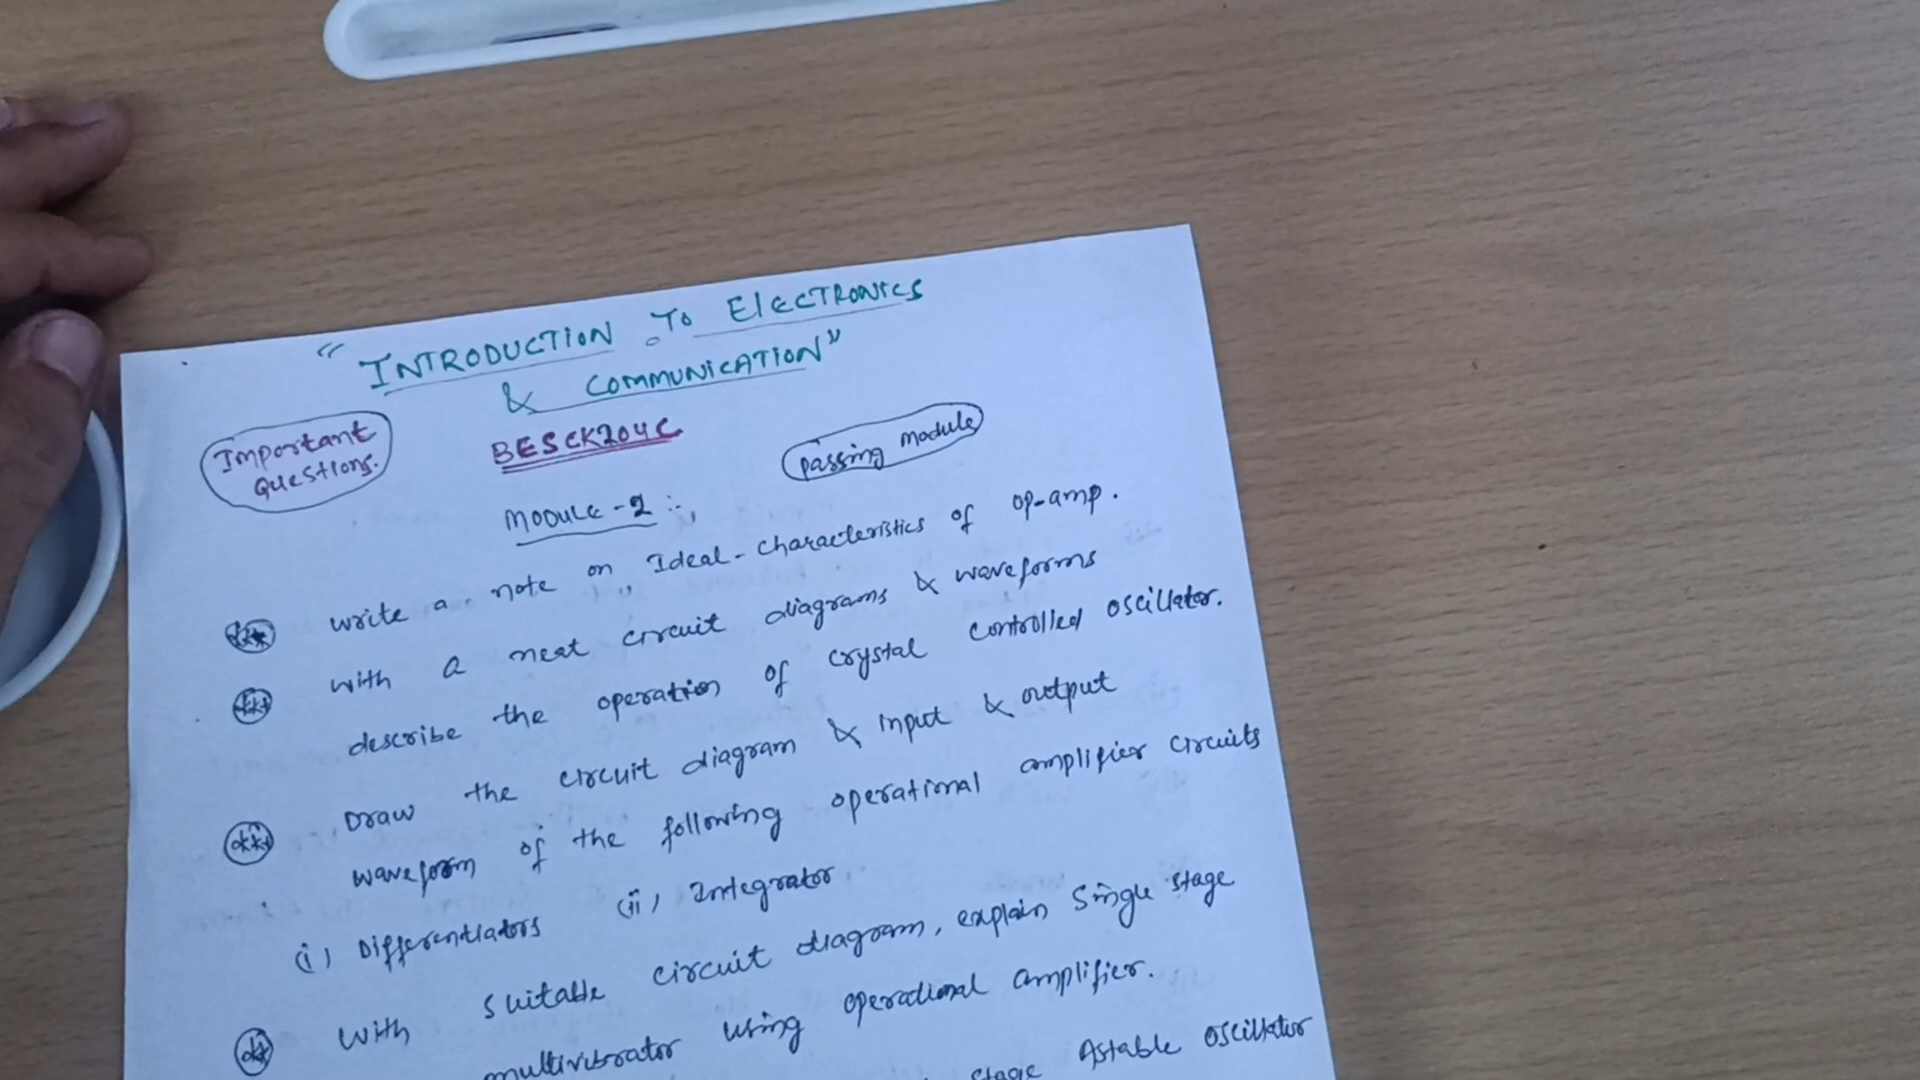 " INTRODUCTION TO ElECTRONICS
& COMMUNICATION"
Important
Questions.
BESCK204C
Passing module
MODULE-2 :-
*** write a note on Ideal-characteristics of op-amp.
*** with a neat circuit diagrams & waveforms
describe the operation of crystal controlled oscillator.
*** Draw the circuit diagram & input & output
waveform of the following operational amplifier circuits
(i) Differentiators (ii) Integrator
** With suitable circuit diagram, explain single stage
multivibrator using operational amplifier.
stage Astable oscillator